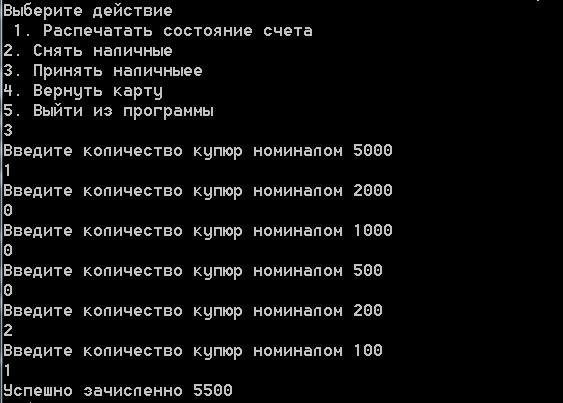 Выберите действие
1. Распечатать состояние счета
2. Снять наличные
3. Принять наличныее
4. Вернуть карту
5. Выйти из программы
3
Введите количество купюр номиналом 5000
1
Введите количество купюр номиналом 2000
0
Введите количество купюр номиналом 1000
0
Введите количество купюр номиналом 500
0
Введите количество купюр номиналом 200
2
Введите количество купюр номиналом 100
1
Успешно зачисленно 5500